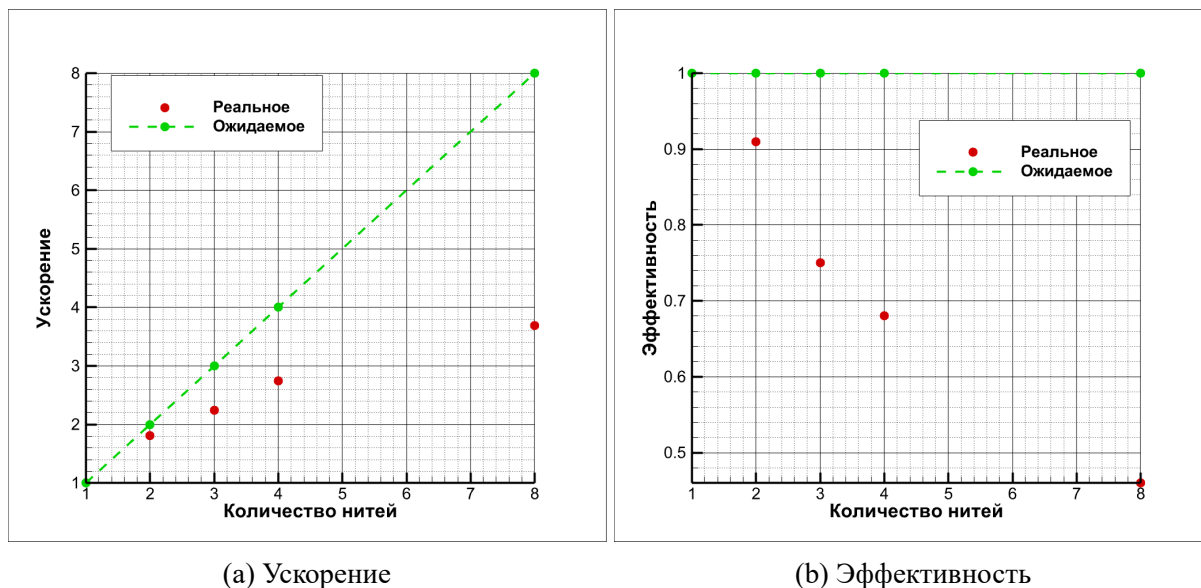 8
7
6
5
4
3
2
1
Ускорение
Реальное
Ожидаемое
1 2 3 4 5 6 7 8
Количество нитей
(a) Ускорение
1
0.9
0.8
0.7
0.6
0.5
Эффективность
Реальное
Ожидаемое
1 2 3 4 5 6 7 8
Количество нитей
(b) Эффективность